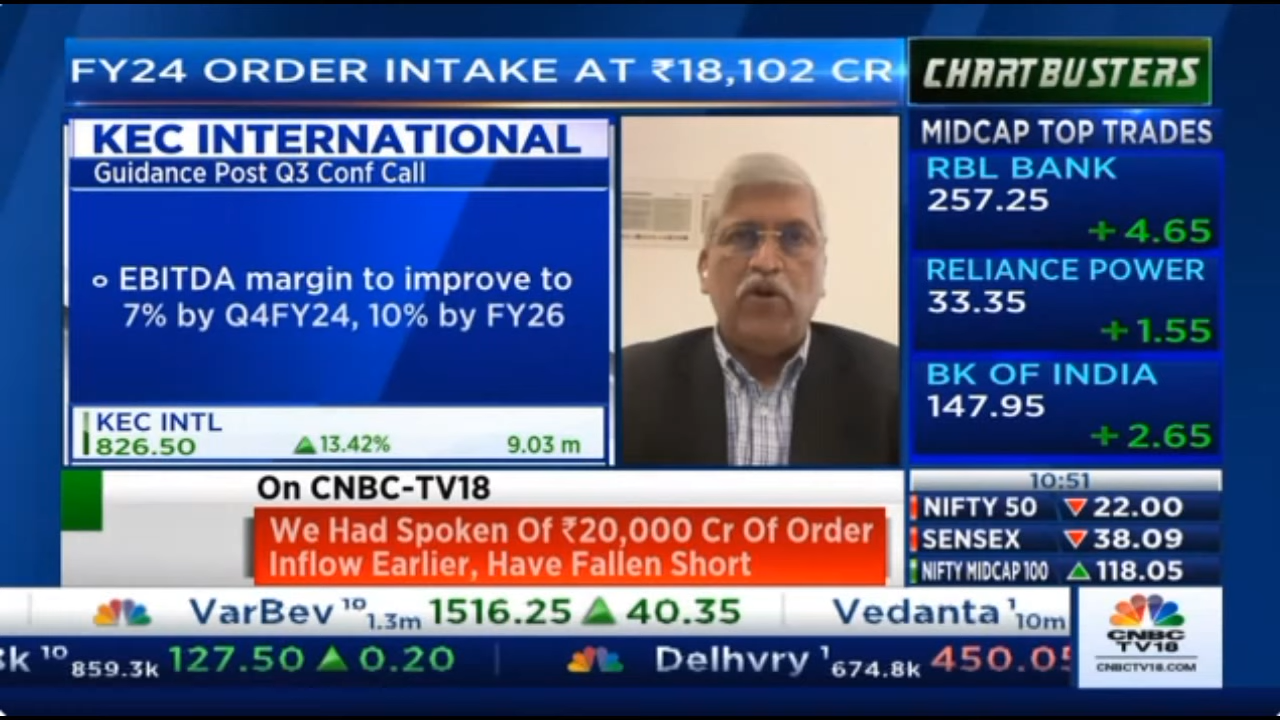 FY24 ORDER INTAKE AT ₹18,102 CR
CHARTBUSTERS
KEC INTERNATIONAL
Guidance Post Q3 Conf Call
EBITDA margin to improve to
7% by Q4FY24, 10% by FY26
KEC INTL
826.50 ▲13.42% 9.03 m
MIDCAP TOP TRADES
RBL BANK
257.25
+4.65
RELIANCE POWER
33.35
+1.55
BK OF INDIA
147.95
+2.65
On CNBC-TV18
We Had Spoken Of ₹20,000 Cr Of Order
Inflow Earlier, Have Fallen Short
10:51
NIFTY 50 ▼ 22.00
SENSEX ▼ 38.09
NIFTY MIDCAP 100 ▲ 118.05
VarBev 10 1.3m 1516.25 ▲ 40.35 Vedanta 1 10m
k 10 859.3k 127.50 ▲ 0.20 Delhvry 1 674.8k 450.05
CNBC
TV18
CNBCTV18.COM